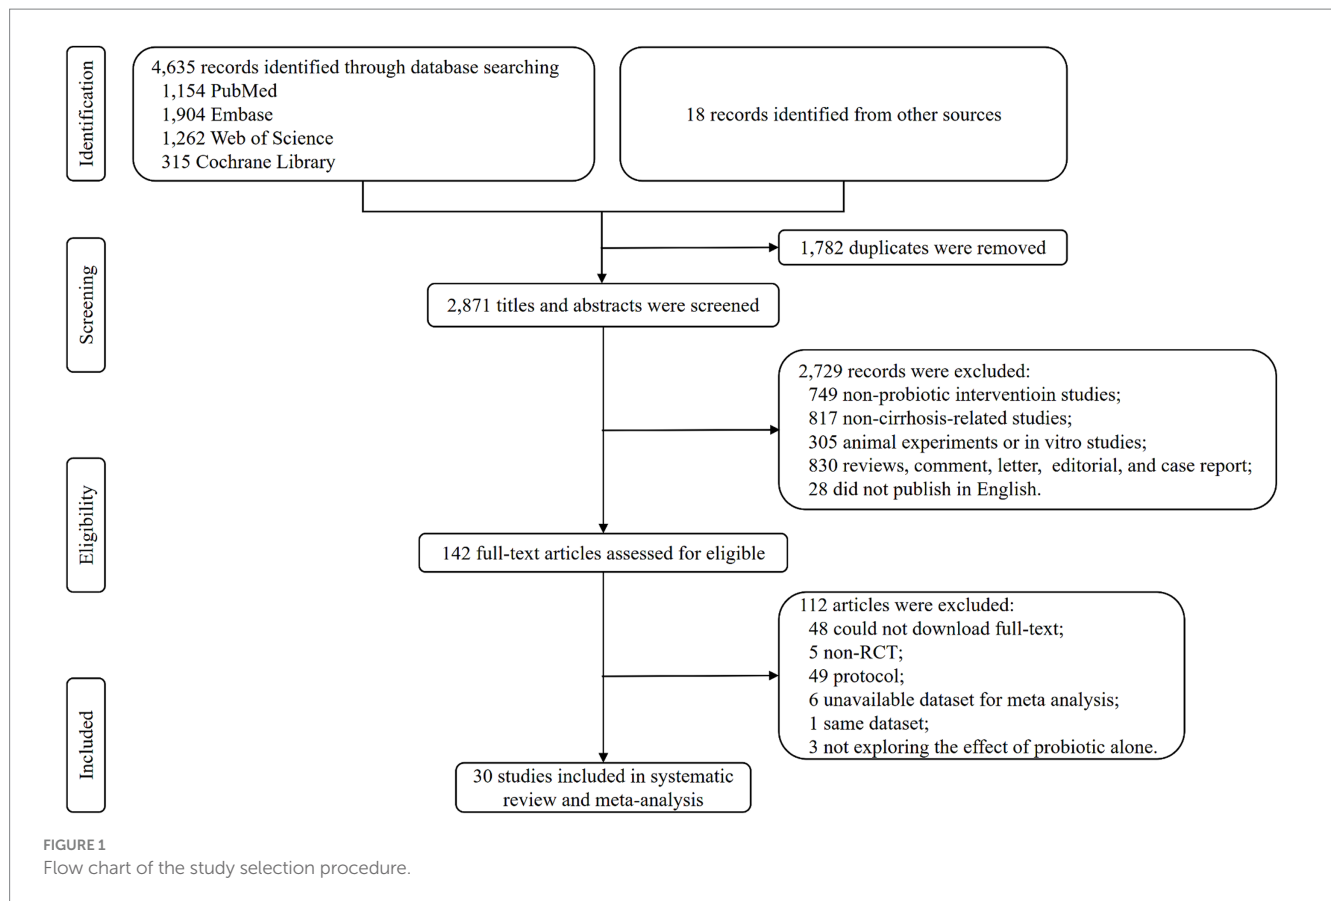 Identification
4,635 records identified through database searching
1,154 PubMed
1,904 Embase
1,262 Web of Science
315 Cochrane Library
18 records identified from other sources
Screening
1,782 duplicates were removed
2,871 titles and abstracts were screened
2,729 records were excluded:
749 non-probiotic interventioin studies;
817 non-cirrhosis-related studies;
305 animal experiments or in vitro studies;
830 reviews, comment, letter, editorial, and case report;
28 did not publish in English.
Eligibility
142 full-text articles assessed for eligible
112 articles were excluded:
48 could not download full-text;
5 non-RCT;
49 protocol;
6 unavailable dataset for meta analysis;
1 same dataset;
3 not exploring the effect of probiotic alone.
Included
30 studies included in systematic
review and meta-analysis
FIGURE 1
Flow chart of the study selection procedure.